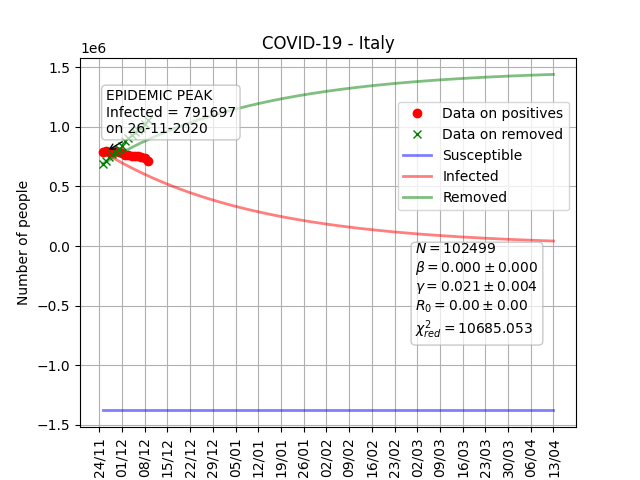 COVID-19 - Italy
1e6
1.5
1.0
0.5
0.0
−0.5
−1.0
−1.5
Number of people
EPIDEMIC PEAK
Infected = 791697
on 26-11-2020
Data on positives
Data on removed
Susceptible
Infected
Removed
N = 102499
β = 0.000 ± 0.000
γ = 0.021 ± 0.004
R₀ = 0.00 ± 0.00
χ²red = 10685.053
24/11
01/12
08/12
15/12
22/12
29/12
05/01
12/01
19/01
26/01
02/02
09/02
16/02
23/02
02/03
09/03
16/03
23/03
30/03
06/04
13/04